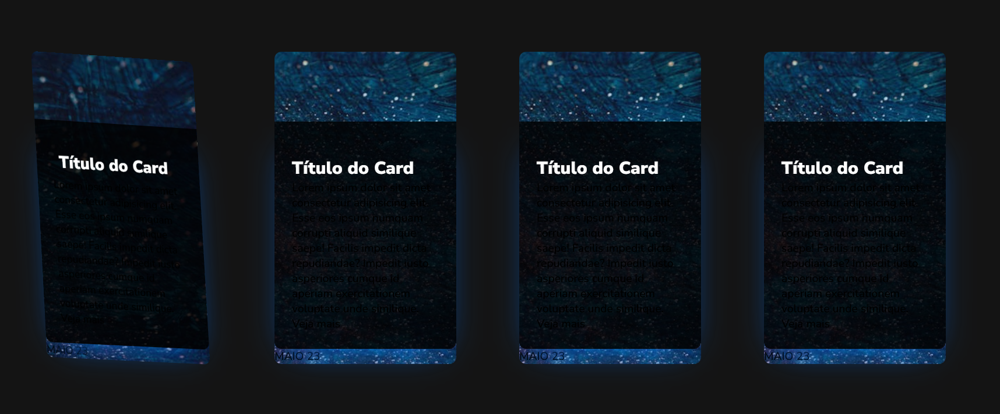 Título do Card
Lorem ipsum dolor sit amet
consectetur adipisicing elit.
Esse eos ipsum numquam
corrupti aliquid similique
saepe! Facilis impedit dicta
repudiandae? Impedit iusto
asperiores cumque id
aperiam exercitationem
voluptate unde similique.
Veja mais
MAIO 23
Título do Card
Lorem ipsum dolor sit amet
consectetur adipisicing elit.
Esse eos ipsum numquam
corrupti aliquid similique
saepe! Facilis impedit dicta
repudiandae? Impedit iusto
asperiores cumque id
aperiam exercitationem
voluptate unde similique.
Veja mais
MAIO 23
Título do Card
Lorem ipsum dolor sit amet
consectetur adipisicing elit.
Esse eos ipsum numquam
corrupti aliquid similique
saepe! Facilis impedit dicta
repudiandae? Impedit iusto
asperiores cumque id
aperiam exercitationem
voluptate unde similique.
Veja mais
MAIO 23
Título do Card
Lorem ipsum dolor sit amet
consectetur adipisicing elit.
Esse eos ipsum numquam
corrupti aliquid similique
saepe! Facilis impedit dicta
repudiandae? Impedit iusto
asperiores cumque id
aperiam exercitationem
voluptate unde similique.
Veja mais
MAIO 23